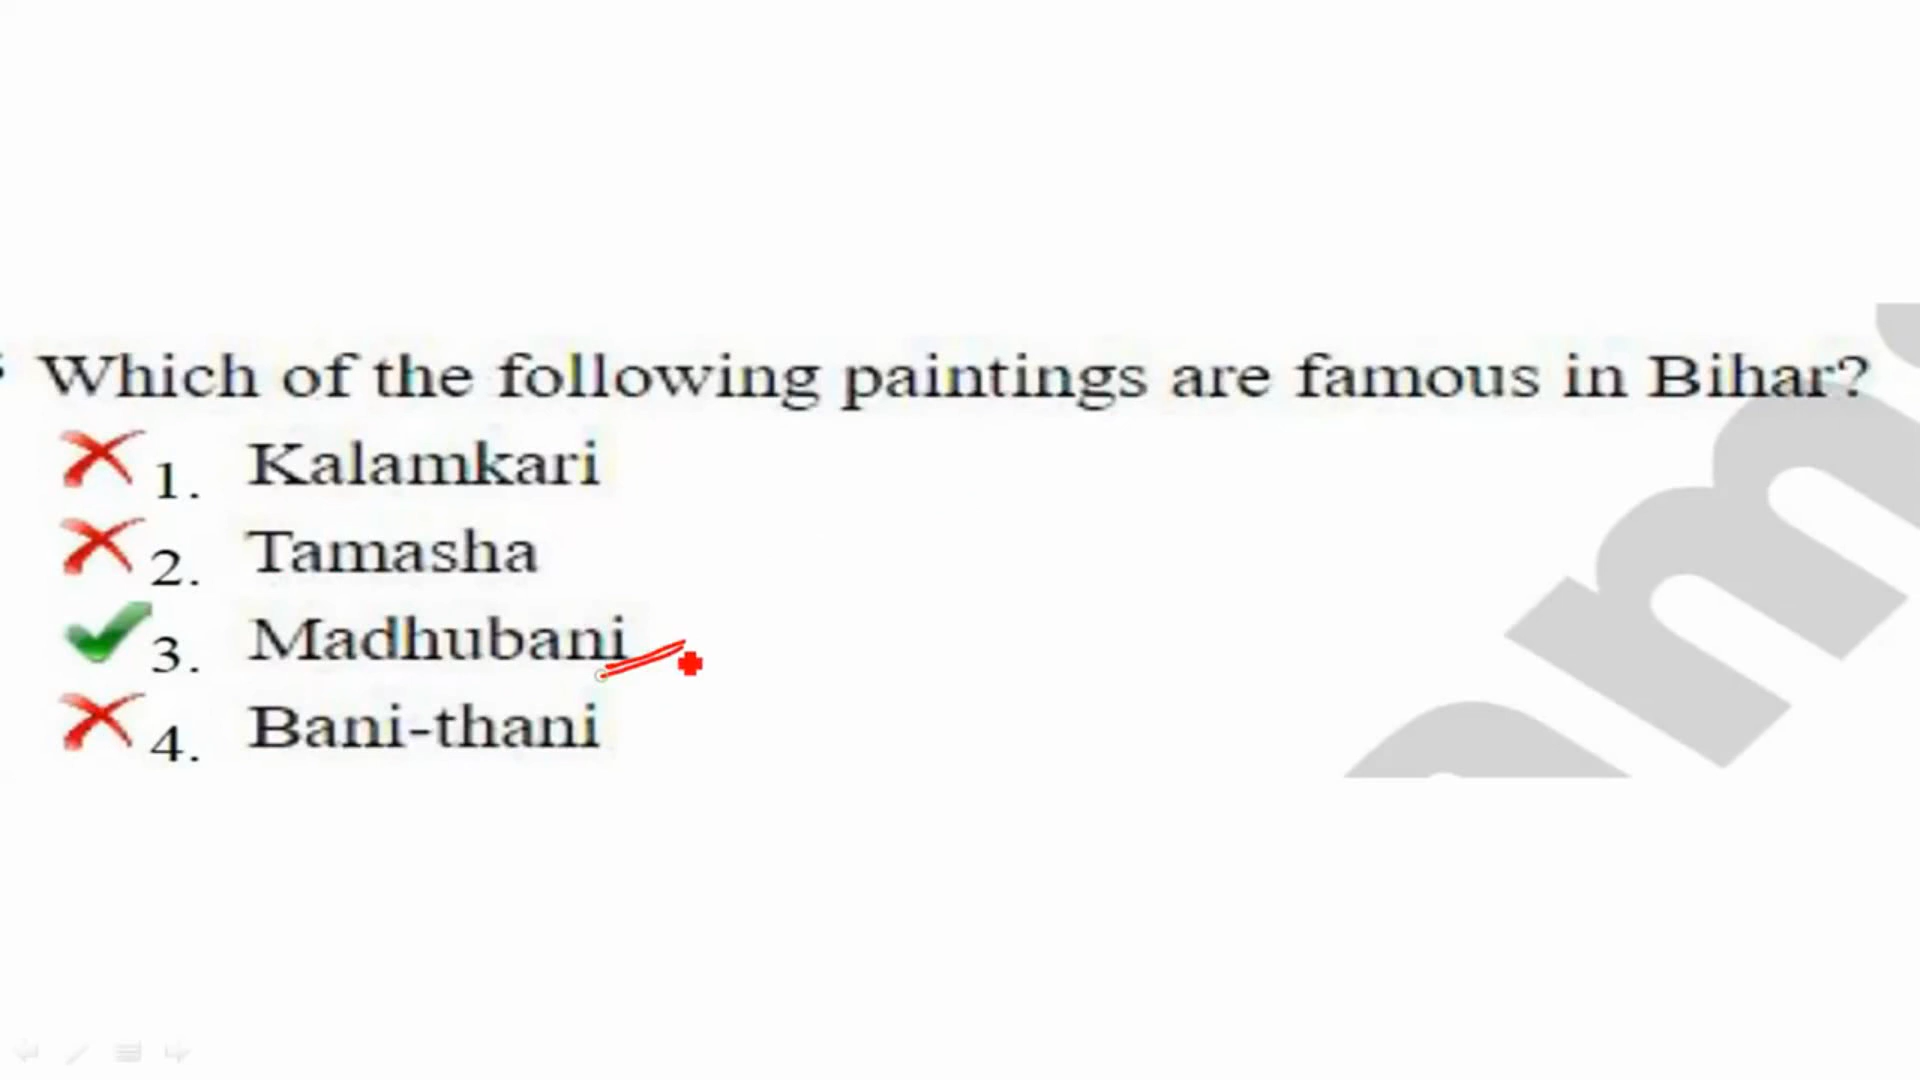 Which of the following paintings are famous in Bihar?
1. Kalamkari
2. Tamasha
3. Madhubani
4. Bani-thani